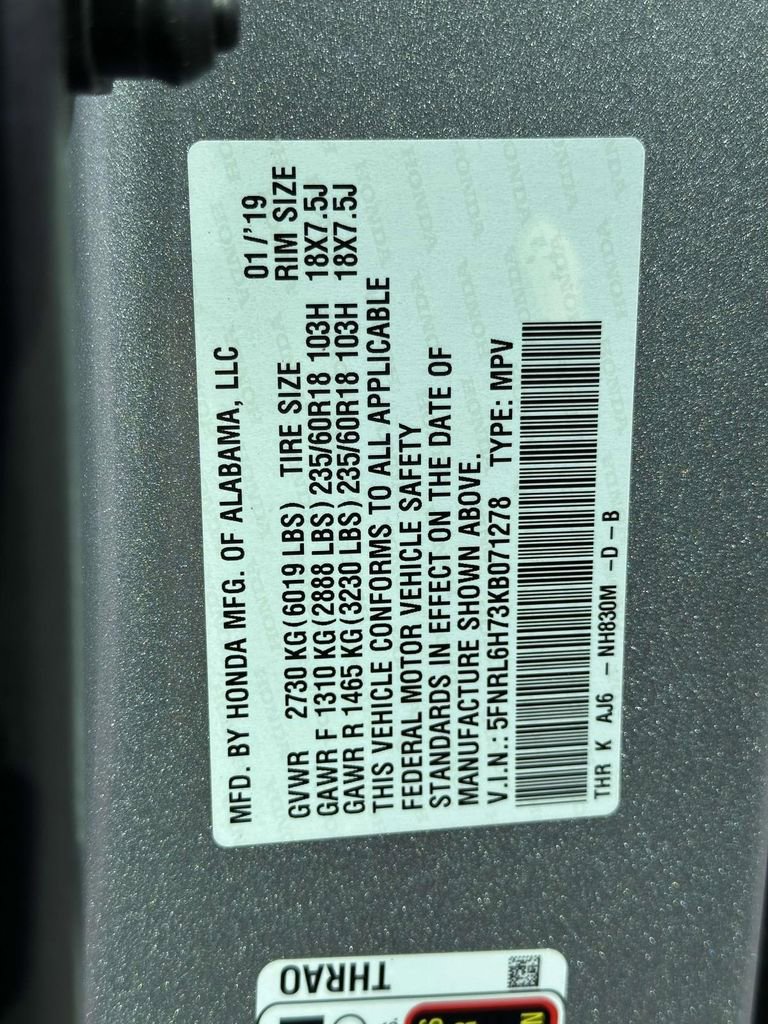 MFD. BY HONDA MFG. OF ALABAMA, LLC 01/'19
GVWR 2730 KG(6019 LBS) TIRE SIZE RIM SIZE
GAWR F 1310 KG(2888 LBS)235/60R18 103H 18X7.5J
GAWR R 1465 KG(3230 LBS)235/60R18 103H 18X7.5J
THIS VEHICLE CONFORMS TO ALL APPLICABLE
FEDERAL MOTOR VEHICLE SAFETY
STANDARDS IN EFFECT ON THE DATE OF
MANUFACTURE SHOWN ABOVE.
V.I.N.:5FNRL6H73KB071278 TYPE: MPV
THR K AJ6 - NH830M -D-B
THRA0